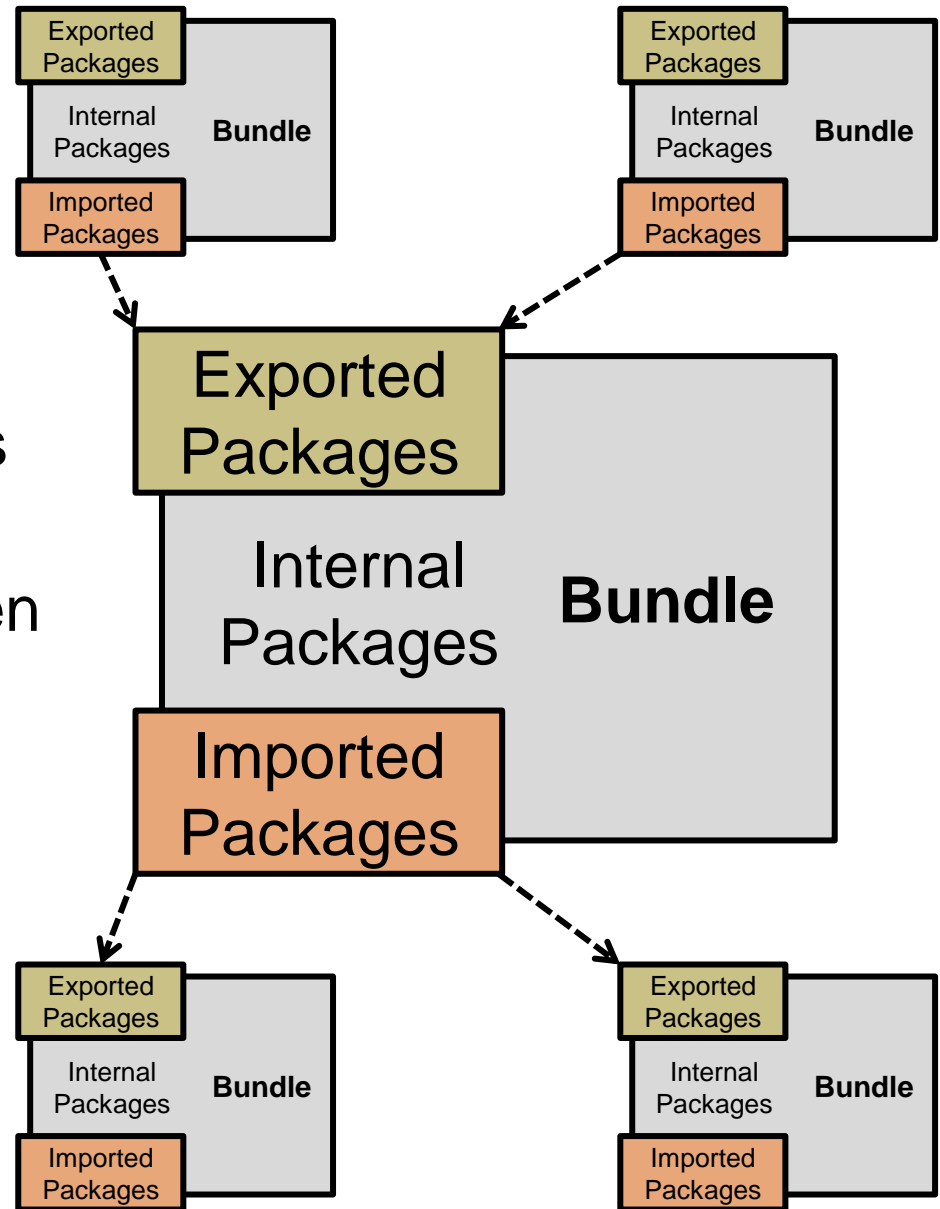 Exported
Packages
Internal
Packages
Bundle
Imported
Packages
Exported
Packages
Internal
Packages
Bundle
Imported
Packages
s
en
Exported
Packages
Internal
Packages
Bundle
Imported
Packages
Exported
Packages
Internal
Packages
Bundle
Imported
Packages
Exported
Packages
Internal
Packages
Bundle
Imported
Packages